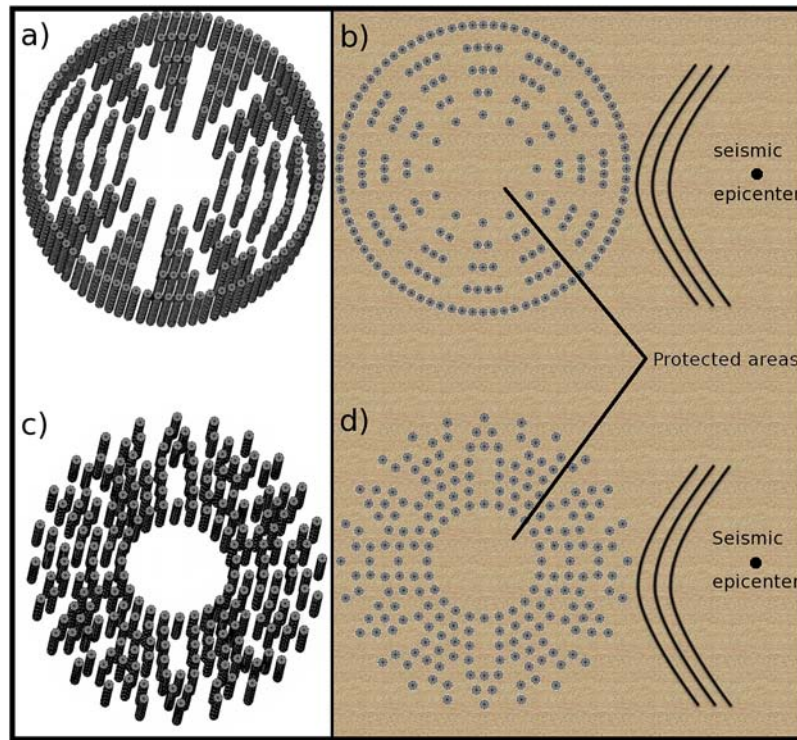 a)
b)
seismic
epicenter
Protected areas
c)
d)
Seismic
epicenter